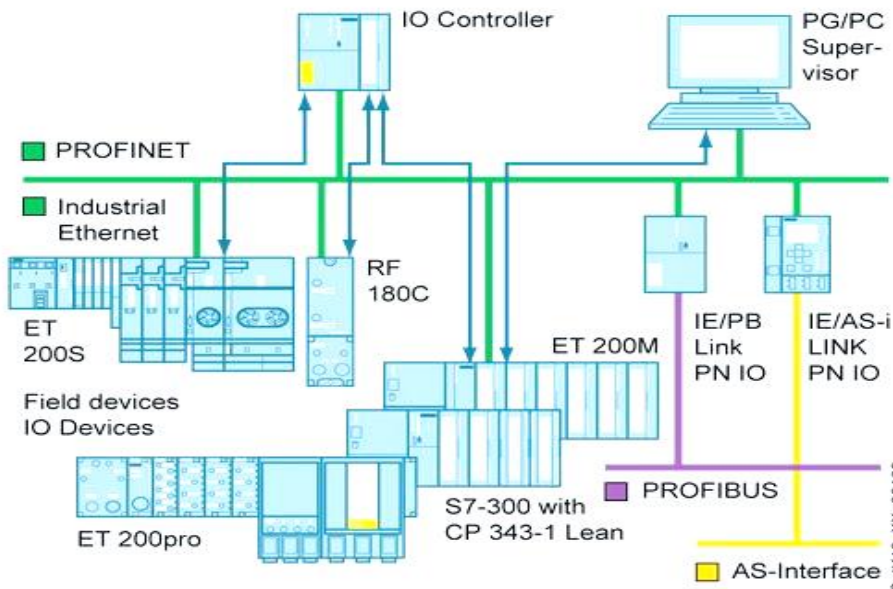 IO Controller
PG/PC
Super-
visor
PROFINET
Industrial
Ethernet
RF
180C
ET
200S
ET 200M
IE/PB
Link
PN IO
IE/AS-i
LINK
PN IO
Field devices
IO Devices
PROFIBUS
S7-300 with
CP 343-1 Lean
ET 200pro
AS-Interface